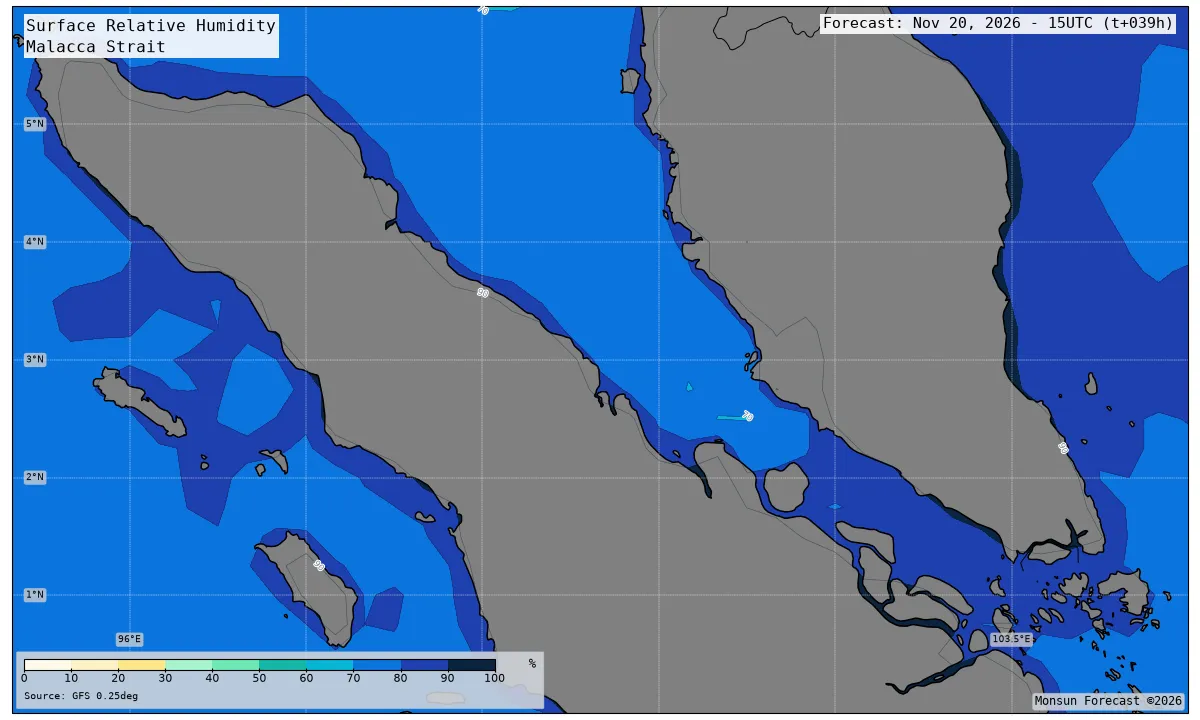 Surface Relative Humidity
Malacca Strait
Forecast: Nov 20, 2026 - 15UTC (t+039h)
70
5°N
4°N
90
3°N
70
90
2°N
90
1°N
96°E
103.5°E
%
0 10 20 30 40 50 60 70 80 90 100
Source: GFS 0.25deg
Monsun Forecast ©2026